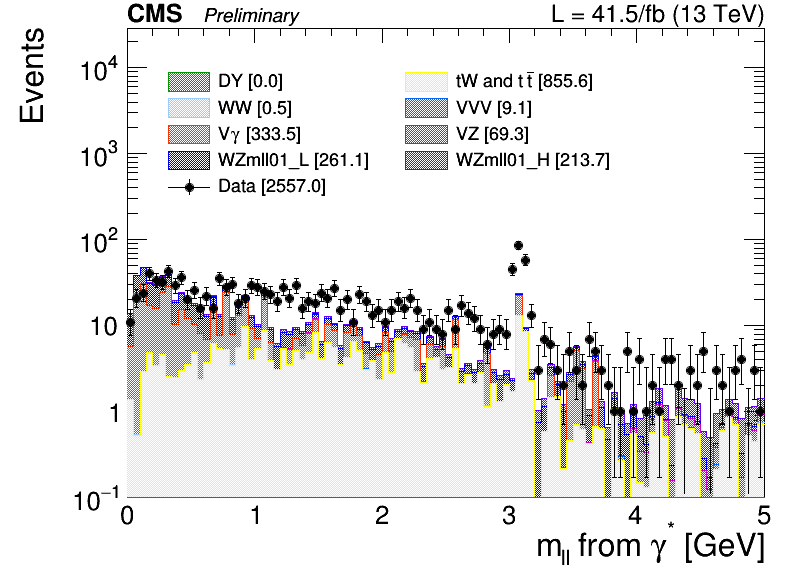 CMS Preliminary L = 41.5/fb (13 TeV)
Events
10⁴
10³
10²
10
1
10⁻¹
DY [0.0] tW and tt̅ [855.6]
WW [0.5] VVV [9.1]
Vγ [333.5] VZ [69.3]
WZmll01_L [261.1] WZmll01_H [213.7]
Data [2557.0]
0 1 2 3 4 5
m_ll from γ* [GeV]